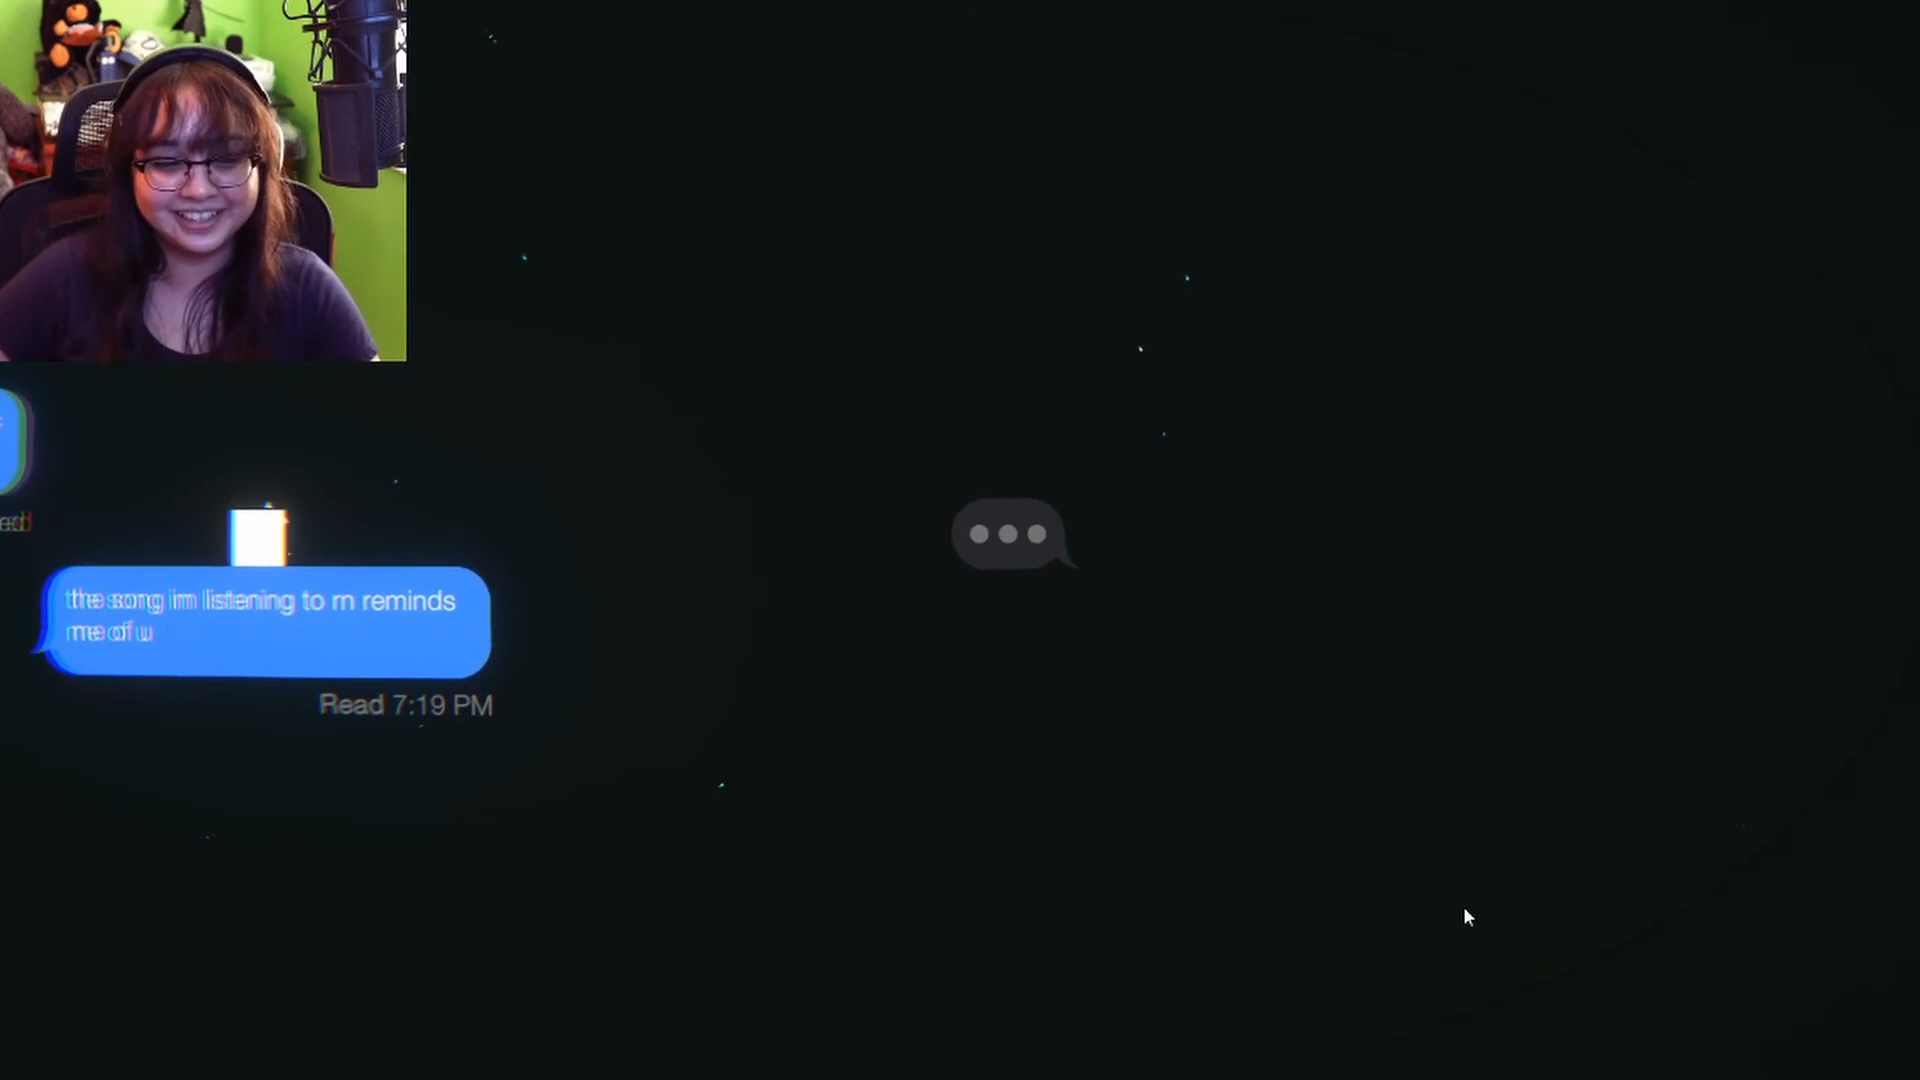 the song im listening to rn reminds
me of u
Read 7:19 PM